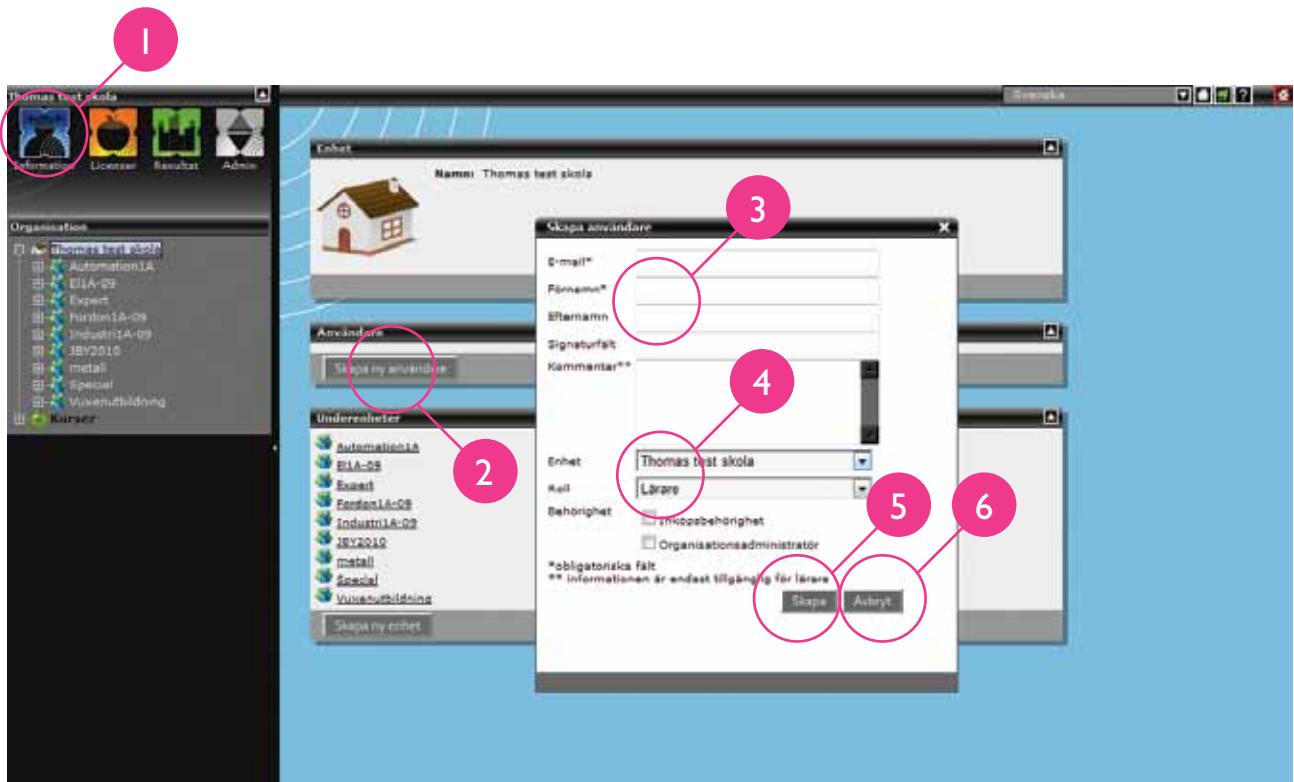 1
Thomas test skola
Svenska
?
Information Licenser Resultat Admin
Organisation
Thomas test skola
Automation1A
El1A-09
Expert
Fordon1A-09
Industri1A-09
JBY2010
metall
Special
Vuxenutbildning
Kurser
Enhet
Namn: Thomas test skola
Användare
Skapa ny användare
2
Underenheter
Automation1A
El1A-09
Expert
Fordon1A-09
Industri1A-09
JBY2010
metall
Special
Vuxenutbildning
Skapa ny enhet
Skapa användare
3
E-mail*
Förnamn*
Efternamn
Signaturfält
Kommentar**
4
Enhet Thomas test skola
Roll Lärare
Behörighet Inköpsbehörighet
Organisationsadministratör
5
6
*obligatoriska fält
** informationen är endast tillgänglig för lärare
Skapa Avbryt